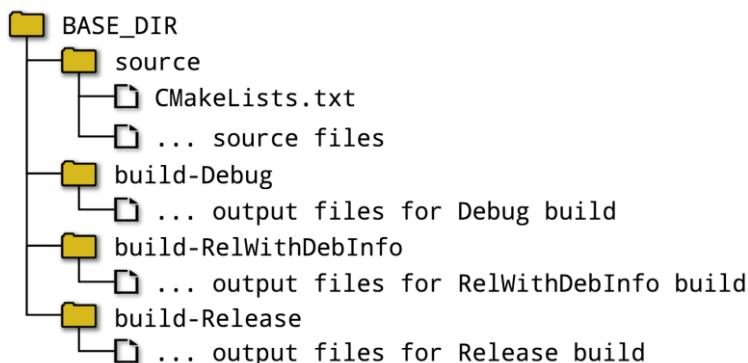 BASE_DIR
source
CMakeLists.txt
... source files
build-Debug
... output files for Debug build
build-RelWithDebInfo
... output files for RelWithDebInfo build
build-Release
... output files for Release build